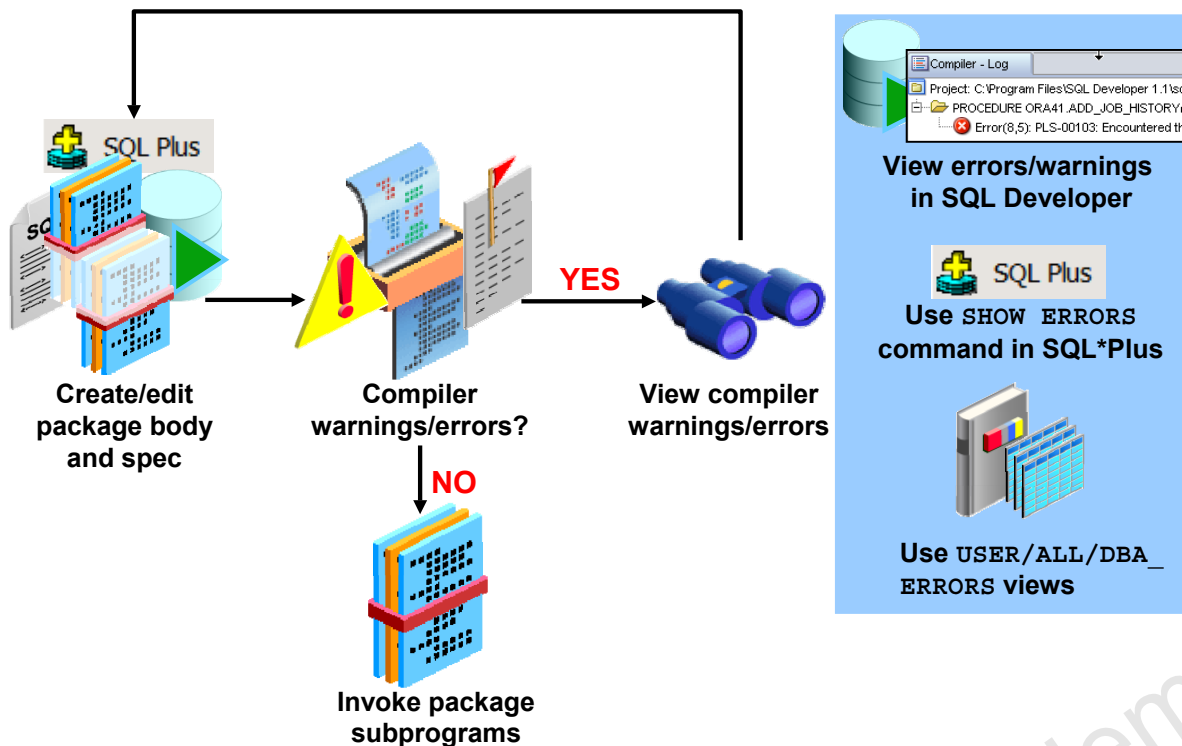 SQL Plus
Create/edit
package body
and spec
Compiler
warnings/errors?
YES
View compiler
warnings/errors
NO
Invoke package
subprograms
Compiler - Log
Project: C:\Program Files\SQL Developer 1.1\
PROCEDURE ORA41.ADD_JOB_HISTORY
Error(8,5): PLS-00103: Encountered
View errors/warnings
in SQL Developer
SQL Plus
Use SHOW ERRORS
command in SQL*Plus
Use USER/ALL/DBA_
ERRORS views